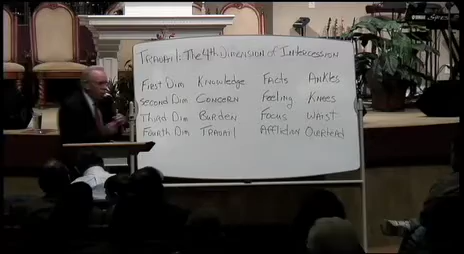 Travail: The 4th Dimension of Intercession
First Dim Knowledge Facts Ankles
Second Dim Concern Feeling Knees
Third Dim Burden Focus Waist
Fourth Dim Travail Affliction Overhead